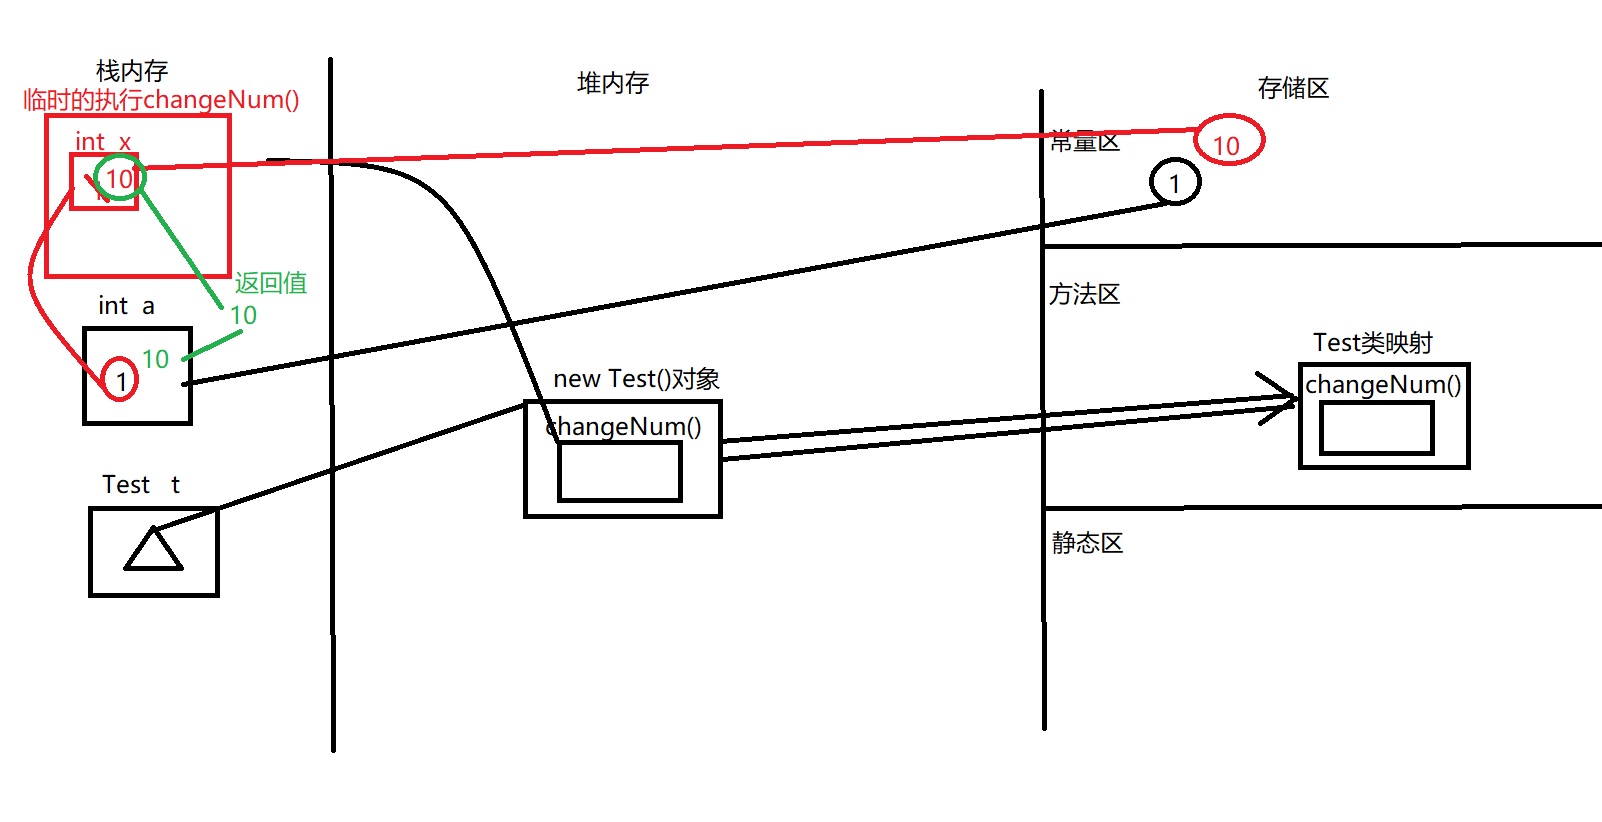 栈内存
堆内存
存储区
临时的执行changeNum()
int x
10
常量区
10
1
返回值
10
int a
10
1
方法区
Test类映射
changeNum()
new Test()对象
changeNum()
Test t
静态区